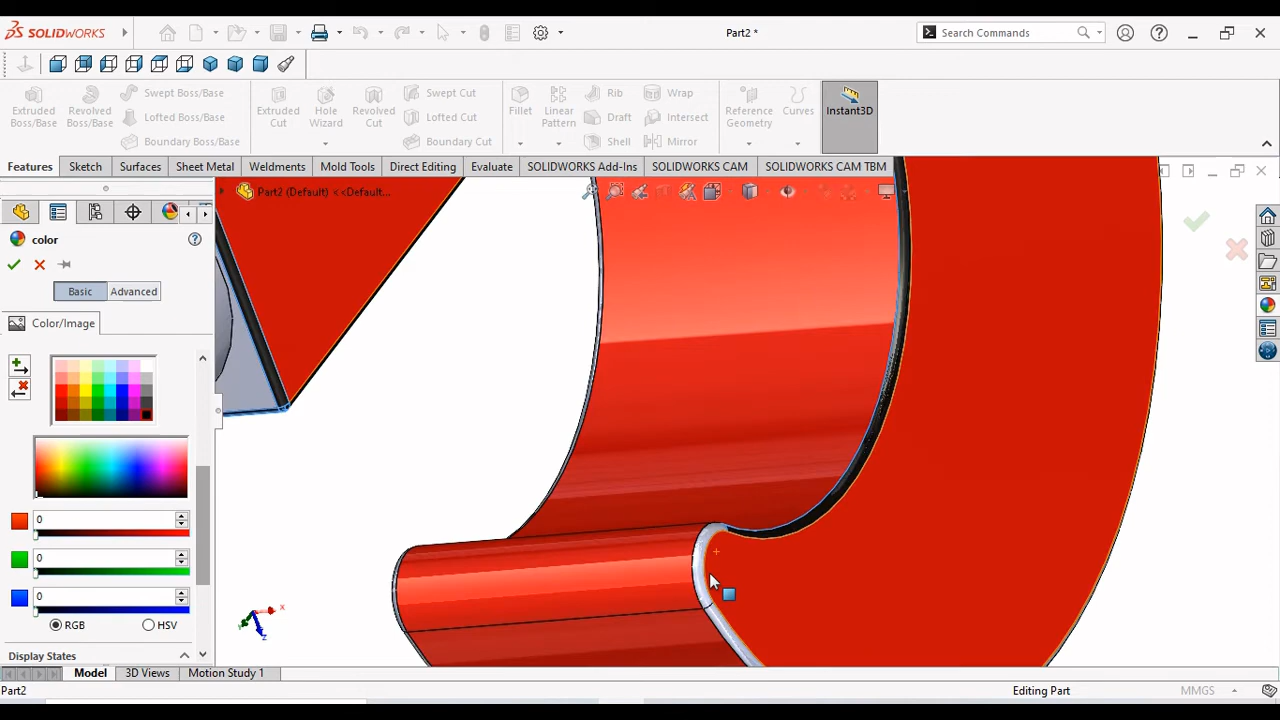 SOLIDWORKS
Part2 *
Search Commands
Extruded Boss/Base
Revolved Boss/Base
Swept Boss/Base
Lofted Boss/Base
Boundary Boss/Base
Extruded Cut
Hole Wizard
Revolved Cut
Swept Cut
Lofted Cut
Boundary Cut
Fillet
Linear Pattern
Rib
Draft
Shell
Wrap
Intersect
Mirror
Reference Geometry
Curves
Instant3D
Features
Sketch
Surfaces
Sheet Metal
Weldments
Mold Tools
Direct Editing
Evaluate
SOLIDWORKS Add-Ins
SOLIDWORKS CAM
SOLIDWORKS CAM TBM
Part2 (Default) <<Default...
color
Basic
Advanced
Color/Image
0
0
0
RGB
HSV
Display States
x
z
Model
3D Views
Motion Study 1
Part2
Editing Part
MMGS